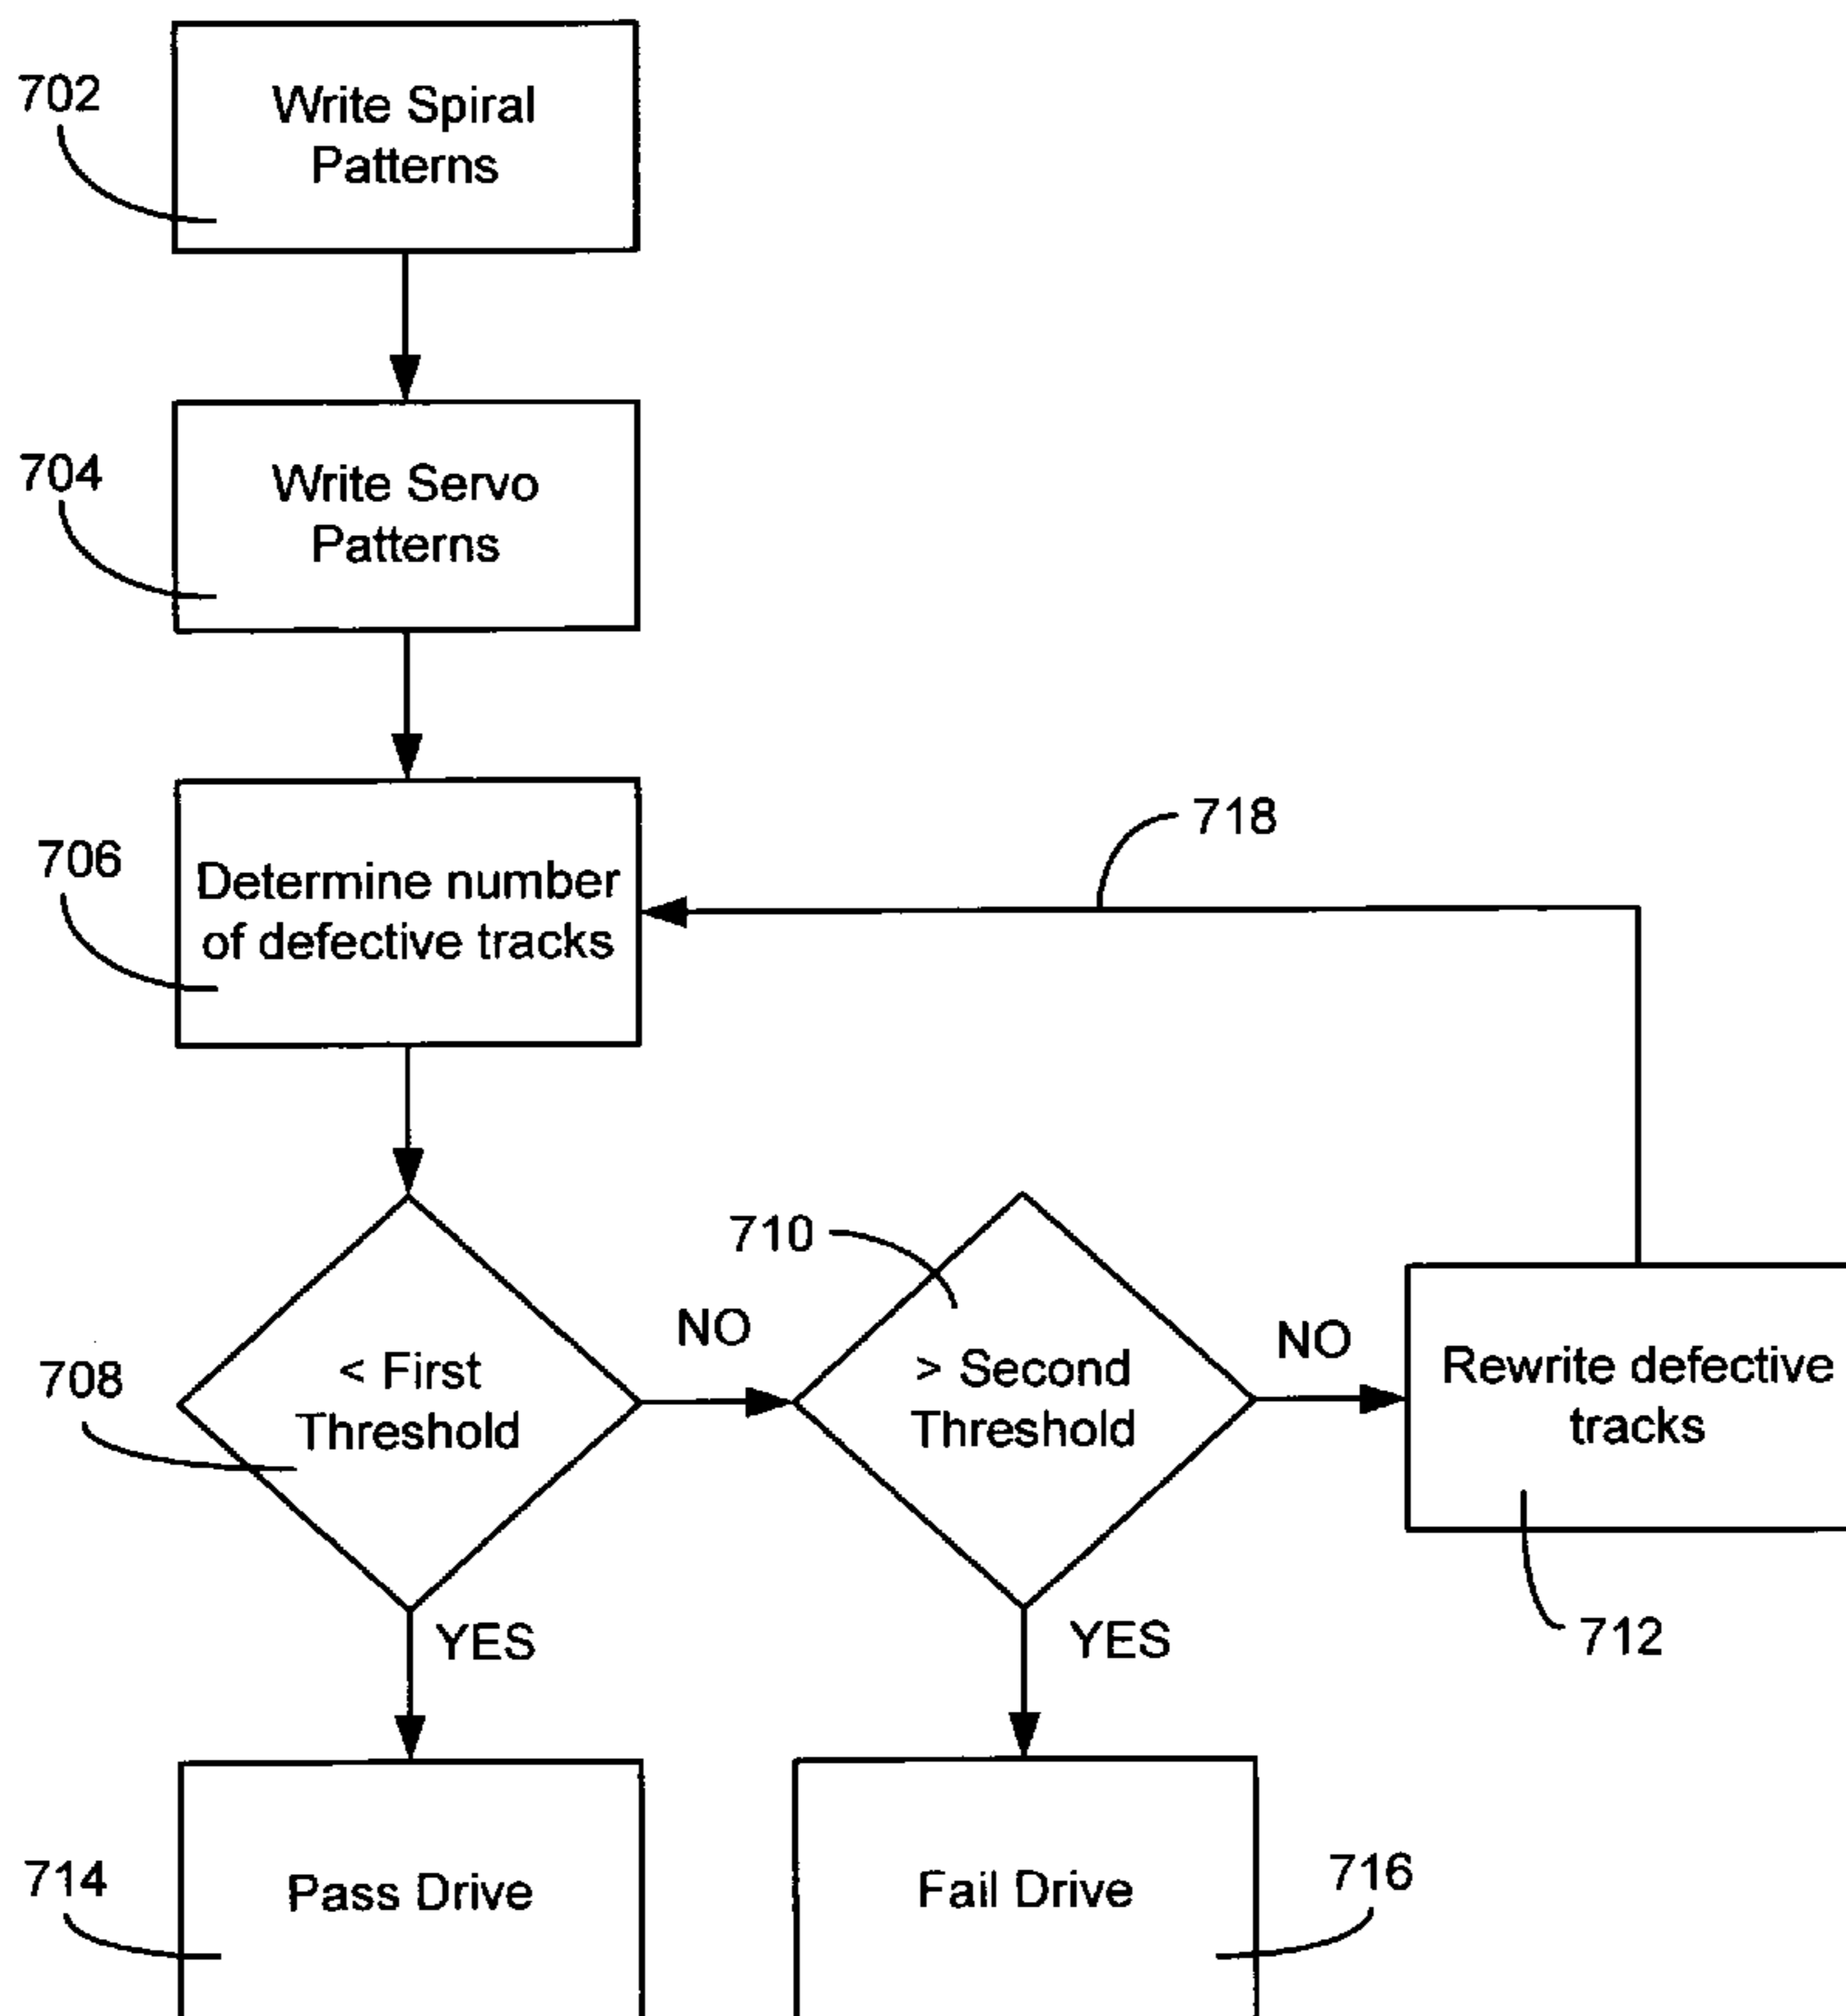 702
Write Spiral
Patterns
704
Write Servo
Patterns
706
Determine number
of defective tracks
718
708
< First
Threshold
NO
710
> Second
Threshold
NO
Rewrite defective
tracks
712
YES
YES
714
Pass Drive
Fail Drive
716